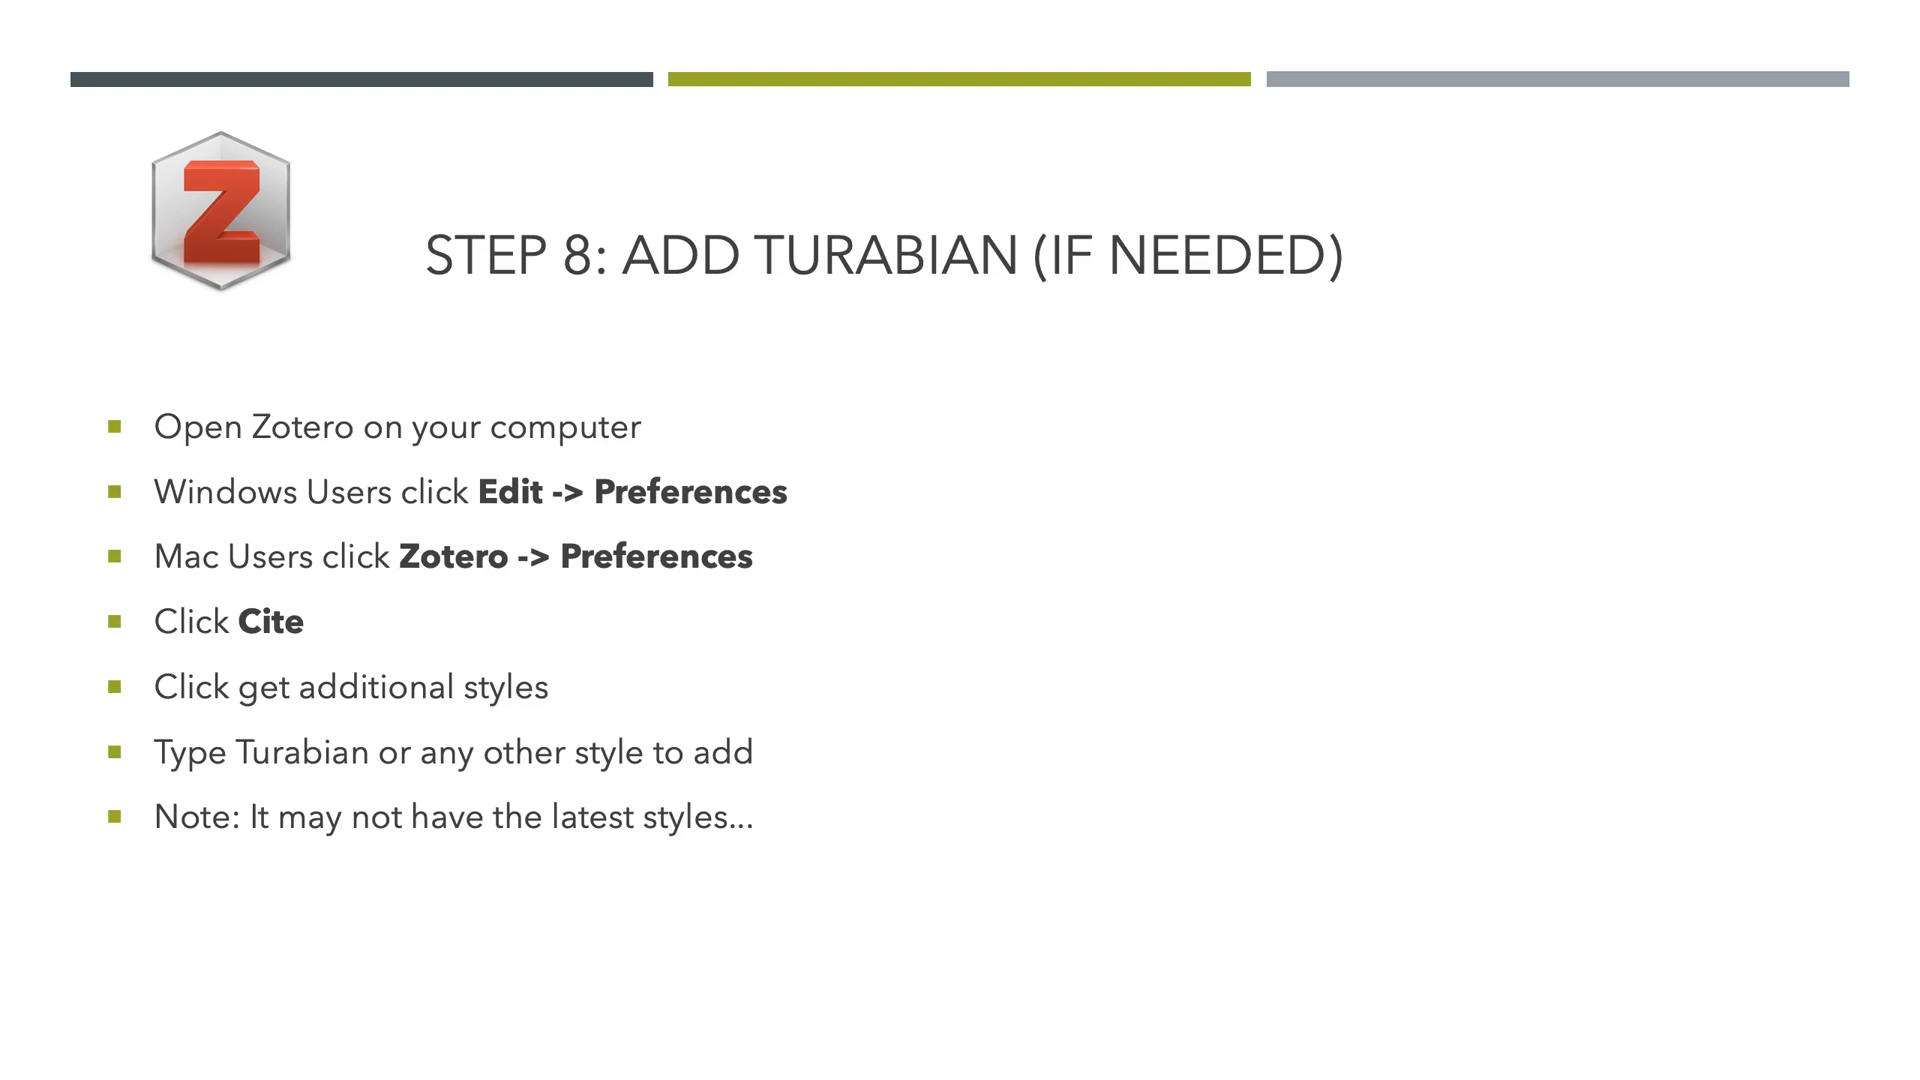 Z
STEP 8: ADD TURABIAN (IF NEEDED)
Open Zotero on your computer
Windows Users click Edit -> Preferences
Mac Users click Zotero -> Preferences
Click Cite
Click get additional styles
Type Turabian or any other style to add
Note: It may not have the latest styles...